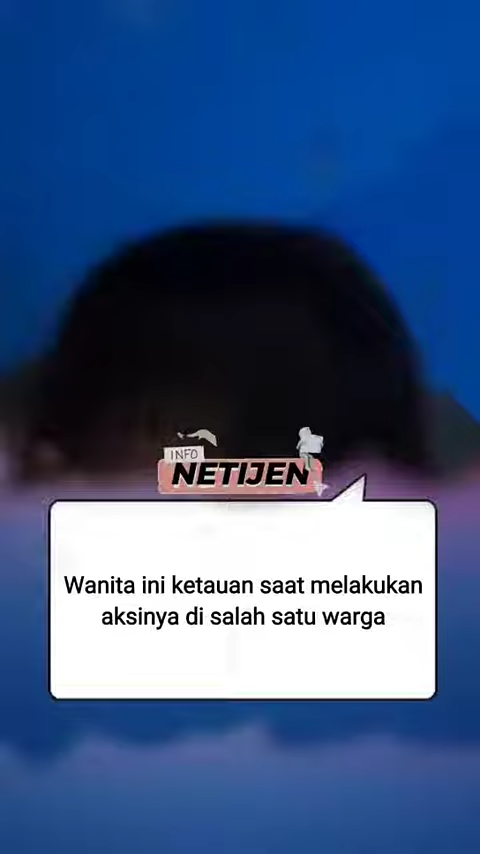 INFO
NETIJEN
Wanita ini ketauan saat melakukan
aksinya di salah satu warga